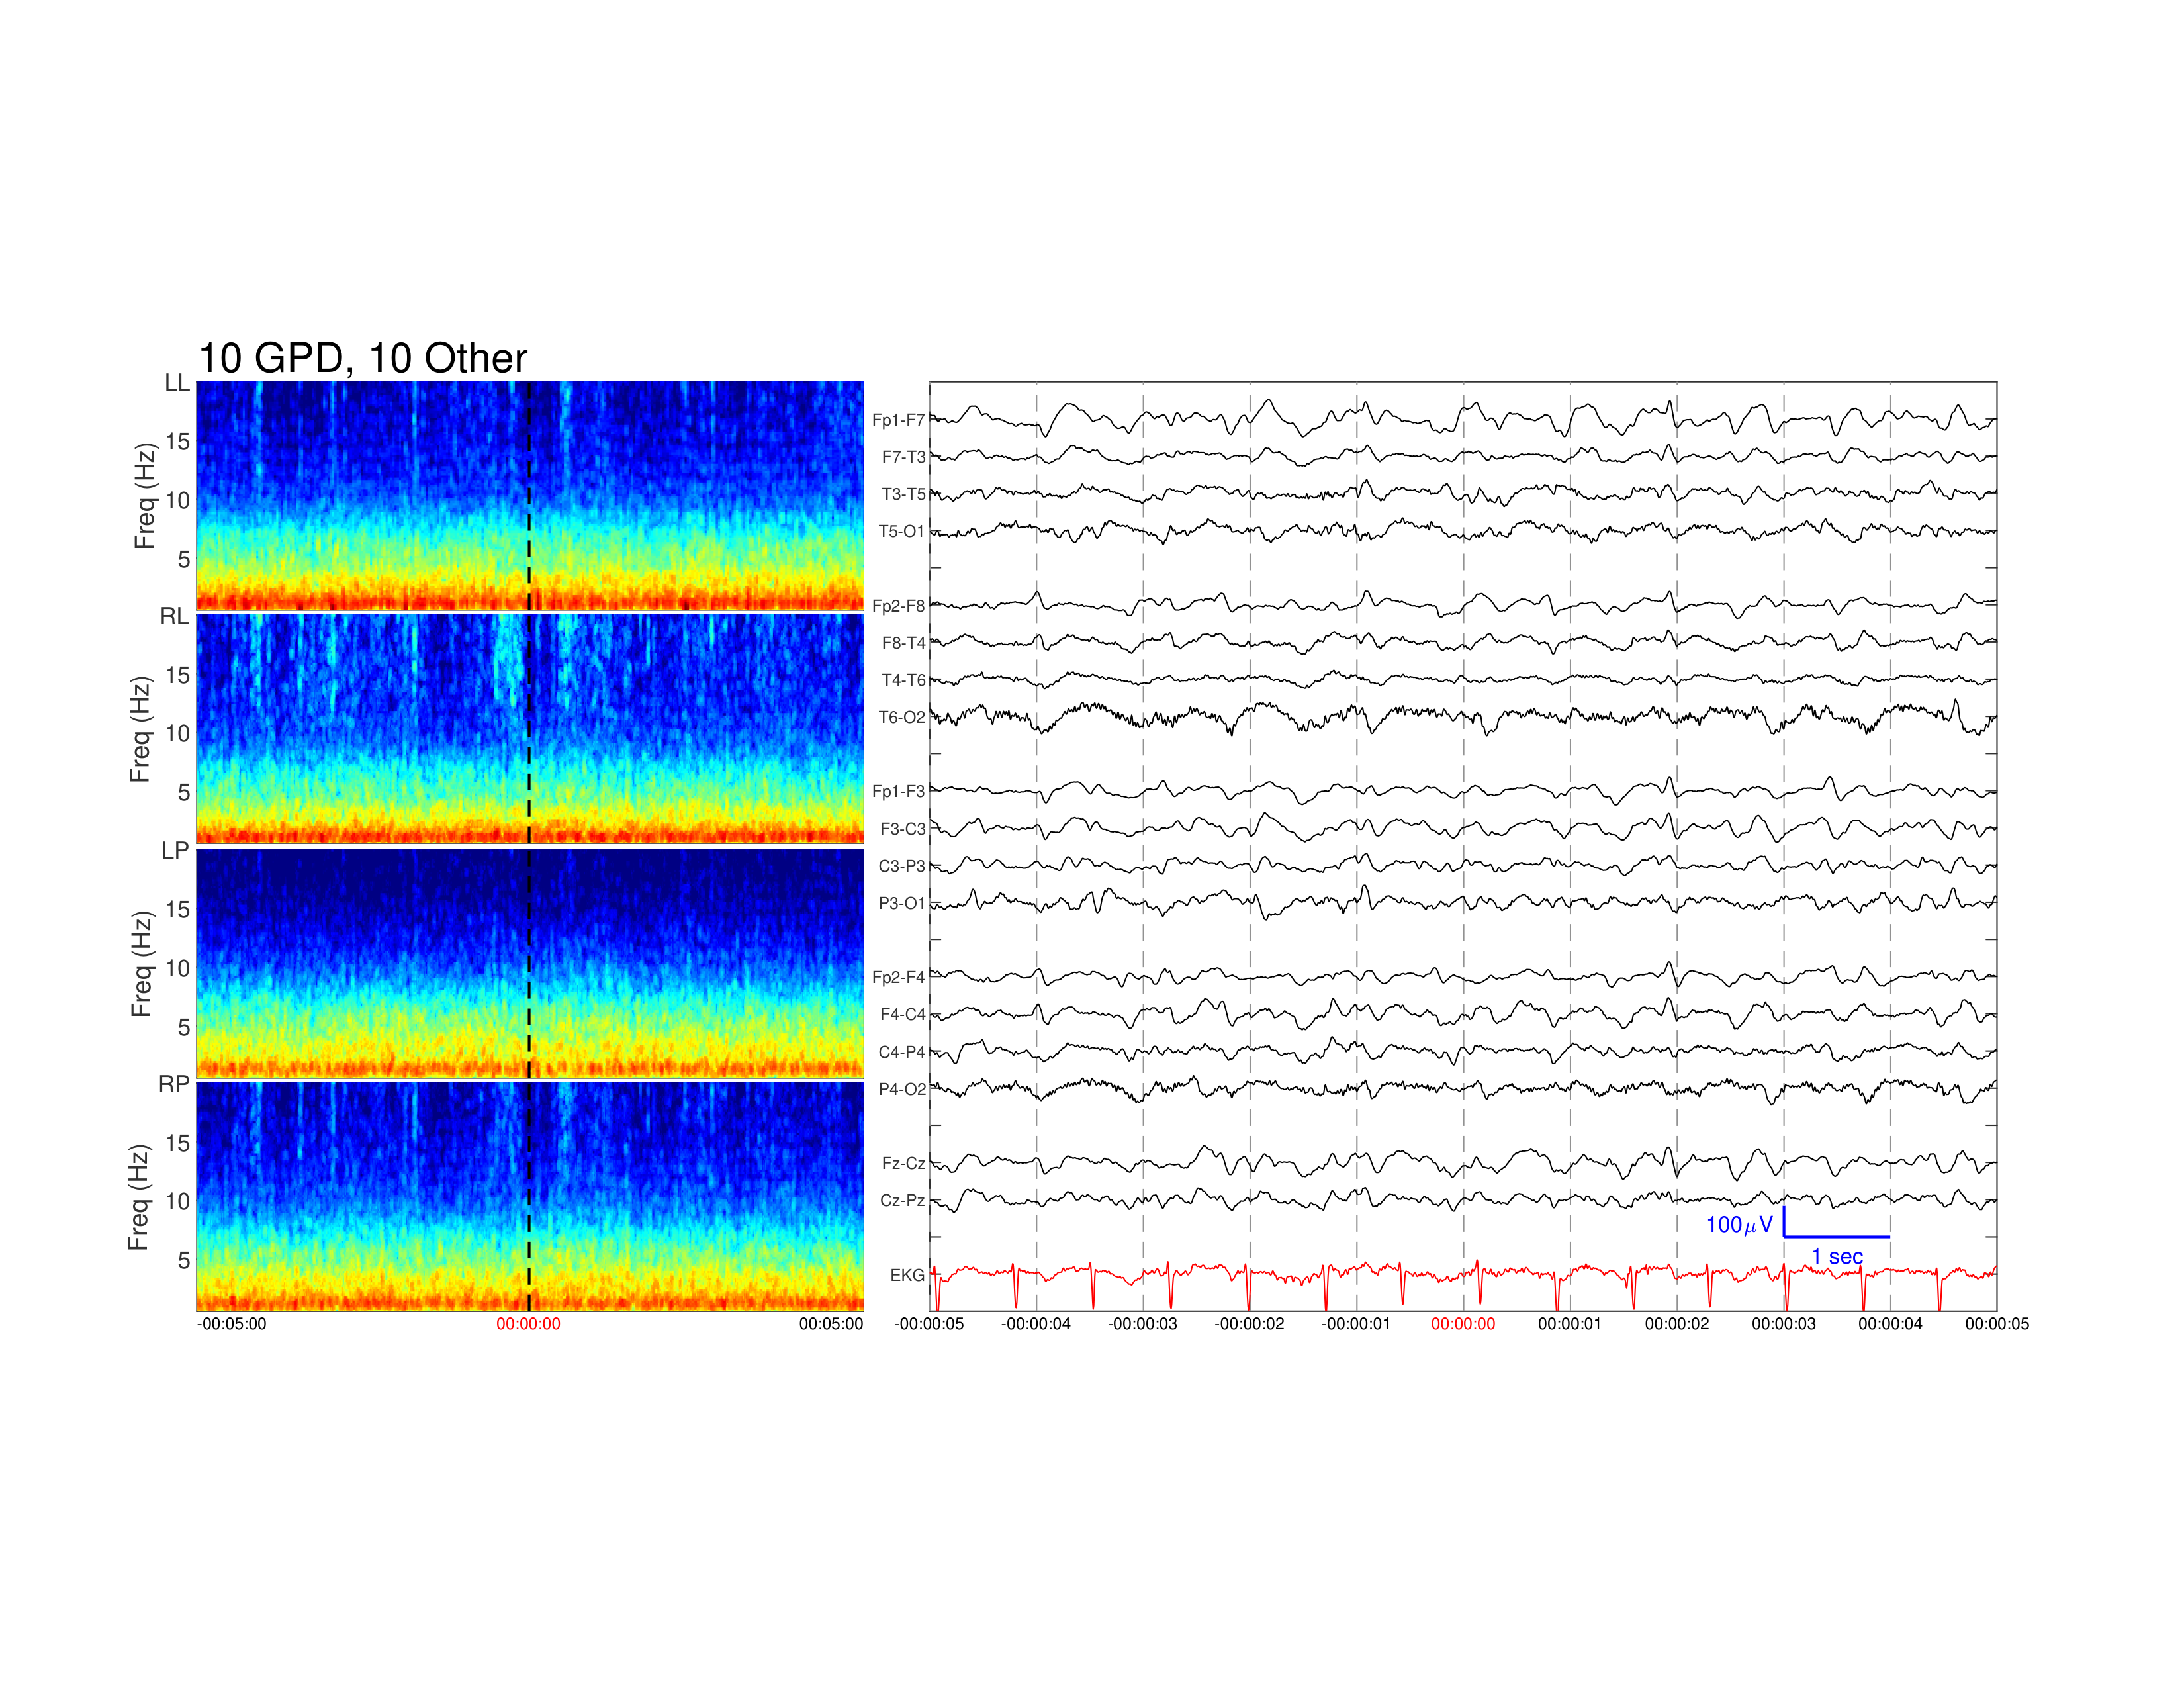 10 GPD, 10 Other
LL
Freq (Hz)
15
10
5
RL
Freq (Hz)
15
10
5
LP
Freq (Hz)
15
10
5
RP
Freq (Hz)
15
10
5
-00:05:00
00:00:00
00:05:00
Fp1-F7
F7-T3
T3-T5
T5-O1
Fp2-F8
F8-T4
T4-T6
T6-O2
Fp1-F3
F3-C3
C3-P3
P3-O1
Fp2-F4
F4-C4
C4-P4
P4-O2
Fz-Cz
Cz-Pz
EKG
100μV
1 sec
-00:00:05
-00:00:04
-00:00:03
-00:00:02
-00:00:01
00:00:00
00:00:01
00:00:02
00:00:03
00:00:04
00:00:05